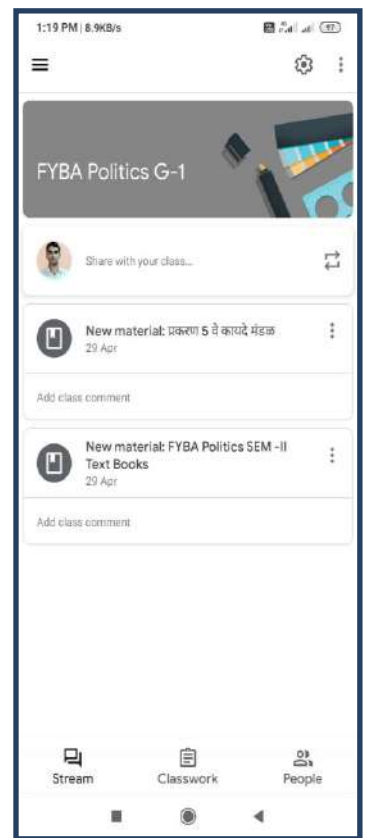 1:19 PM | 8.9KB/s
97
FYBA Politics G-1
Share with your class...
New material: प्रकरण 5 वे कायदे मंडळ
29 Apr
Add class comment
New material: FYBA Politics SEM -II
Text Books
29 Apr
Add class comment
Stream Classwork People